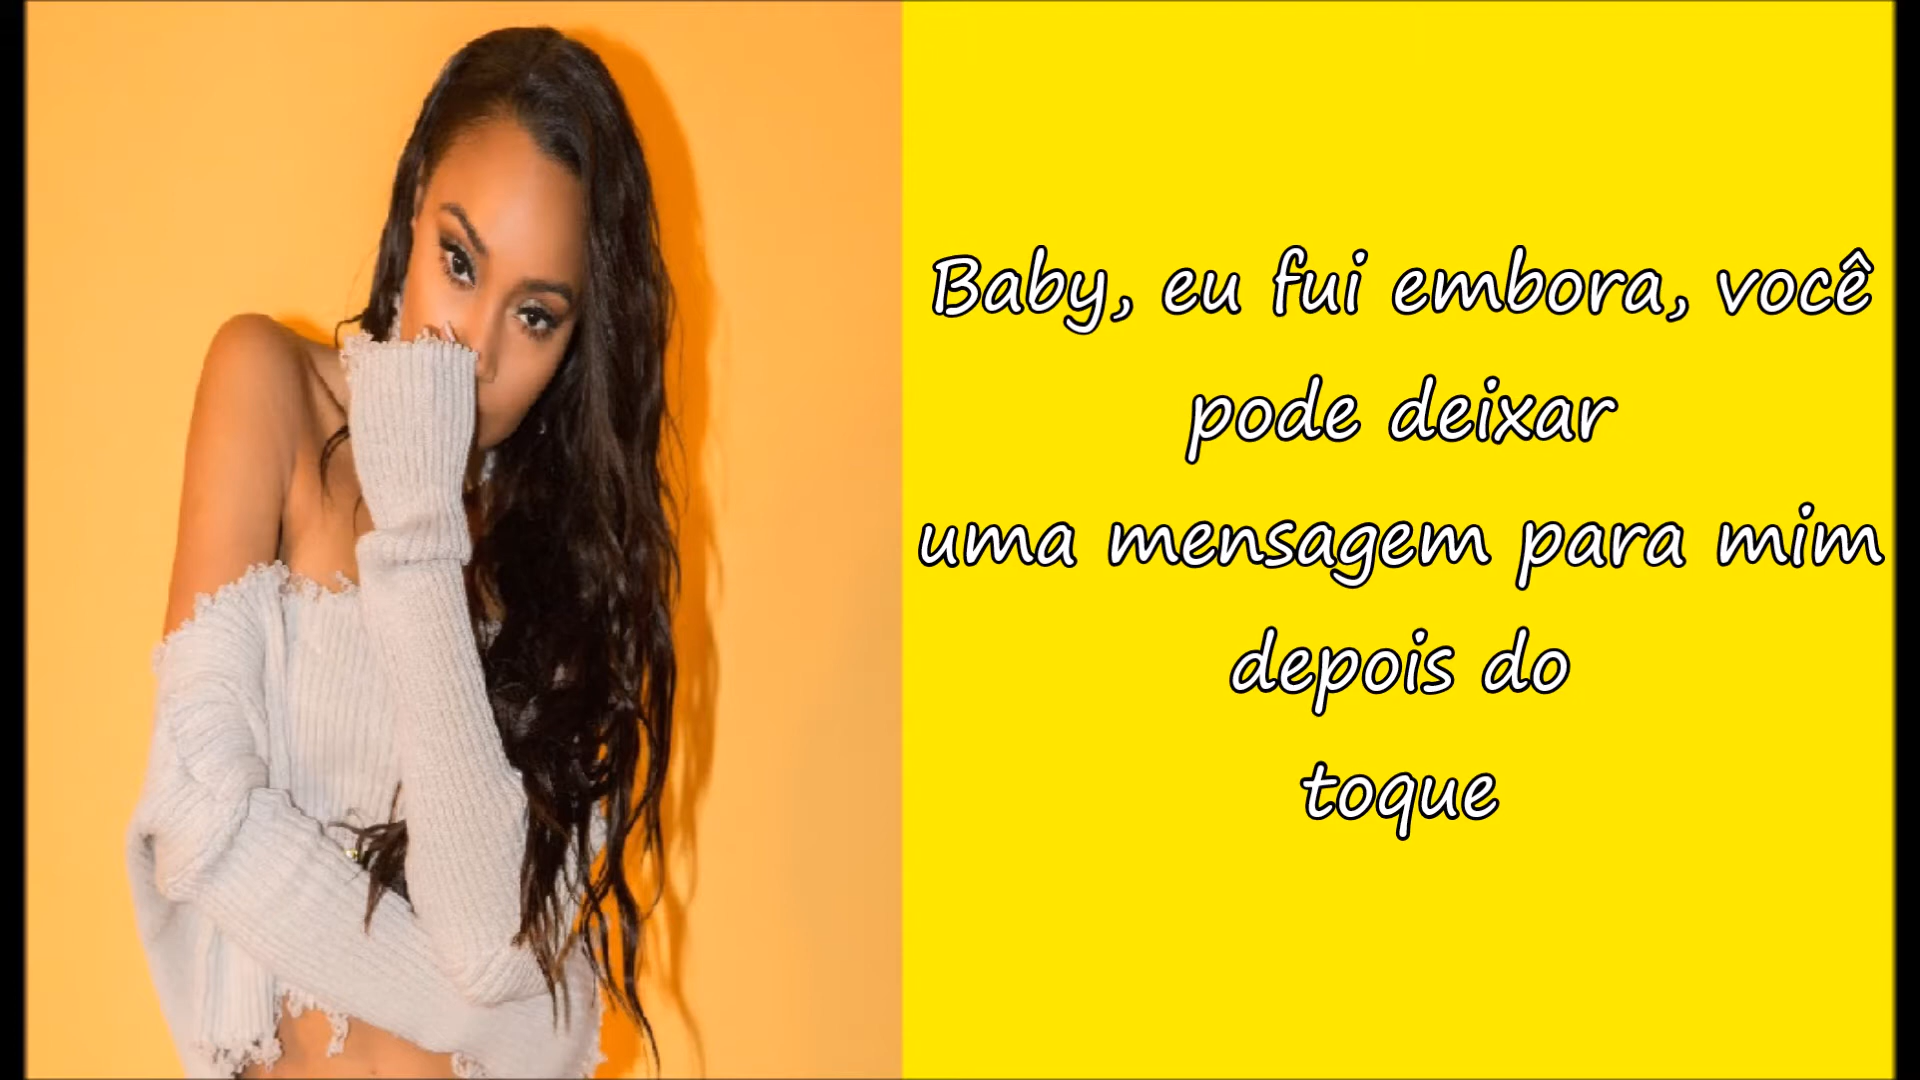 Baby, eu fui embora, você
pode deixar
uma mensagem para mim
depois do
toque